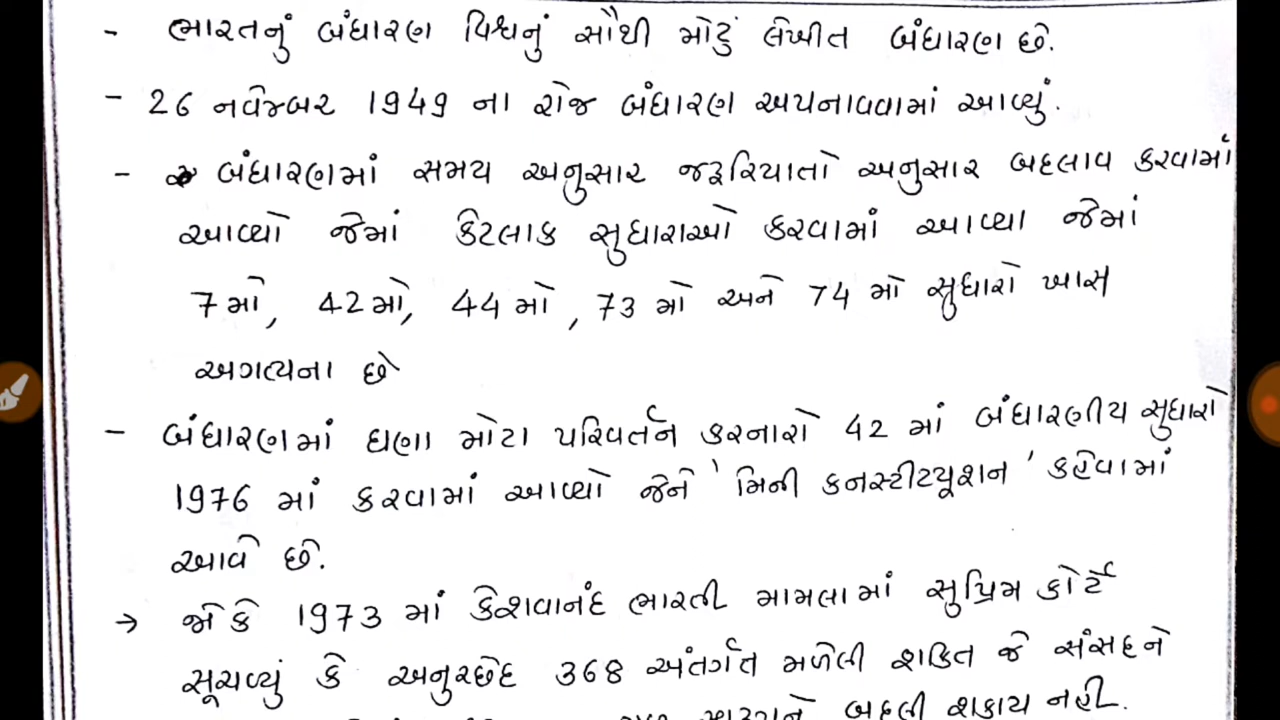 - ભારતનું બંધારણ વિશ્વનું સૌથી મોટું લેખીત બંધારણ છે.
- 26 નવેમ્બર 1949 ના રોજ બંધારણ અપનાવવામાં આવ્યું.
- બંધારણમાં સમય અનુસાર જરૂરિયાતો અનુસાર બદલાવ કરવામાં
આવ્યો જેમાં કેટલાક સુધારાઓ કરવામાં આવ્યા જેમાં
7 મો, 42 મો, 44 મો, 73 મો અને 74 મો સુધારો ખાસ
અગત્યના છે
- બંધારણમાં ઘણા મોટા પરિવર્તન કરનારો 42 માં બંધારણીય સુધારો
1976 માં કરવામાં આવ્યો જેને 'મિની કનસ્ટીટ્યૂશન' કહેવામાં
આવે છે.
→ જો કે 1973 માં કેશવાનંદ ભારતી મામલામાં સુપ્રિમ કોર્ટે
સૂચવ્યું કે અનુચ્છેદ 368 અંતર્ગત મળેલી શક્તિ જે સંસદને
બદલી શકાય નહી.